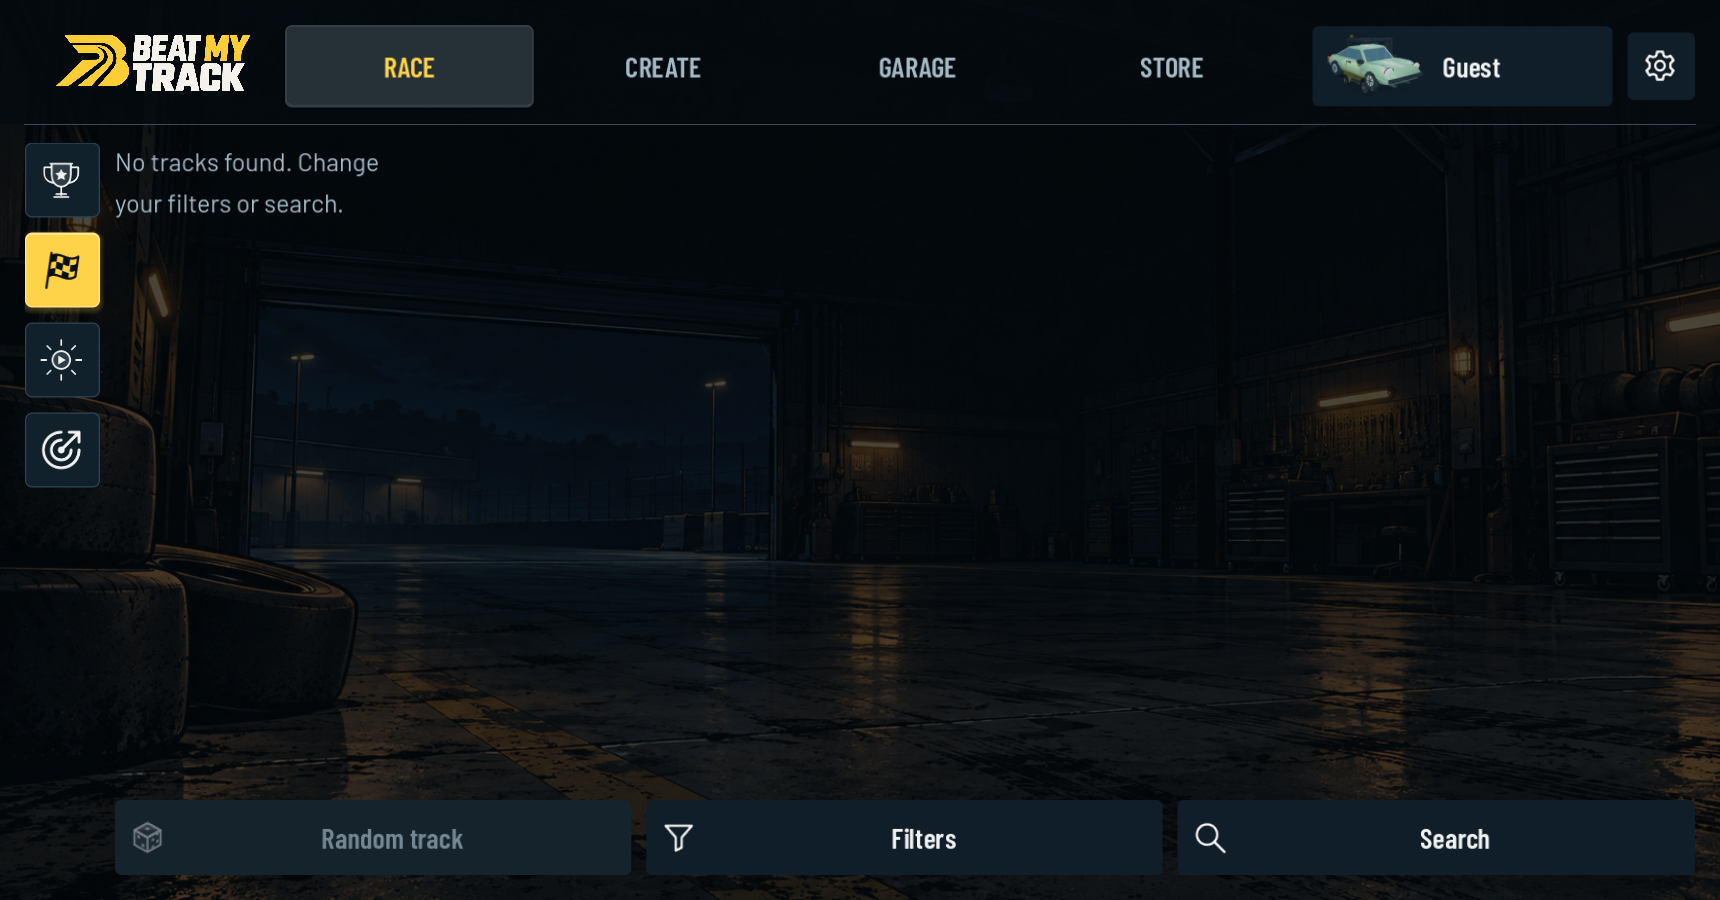 BEAT MY
TRACK
RACE
CREATE
GARAGE
STORE
Guest
No tracks found. Change
your filters or search.
Random track
Filters
Search